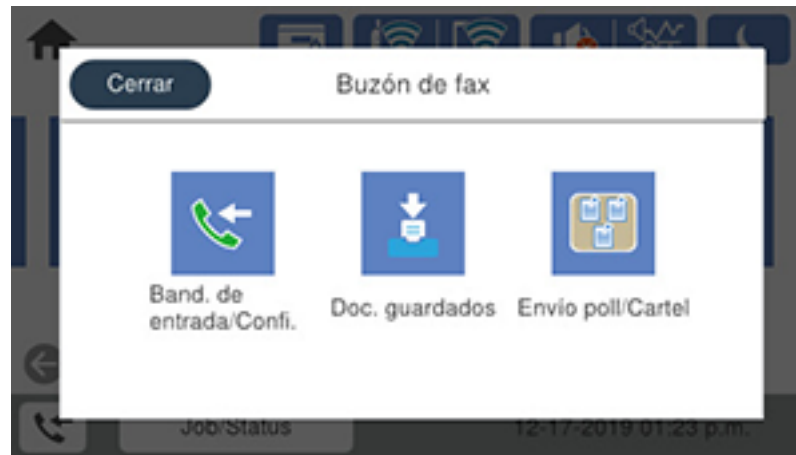 Cerrar
Buzón de fax
Band. de
entrada/Confi.
Doc. guardados
Envío poll/Cartel
Job/Status
12-17-2019 01:23 p.m.